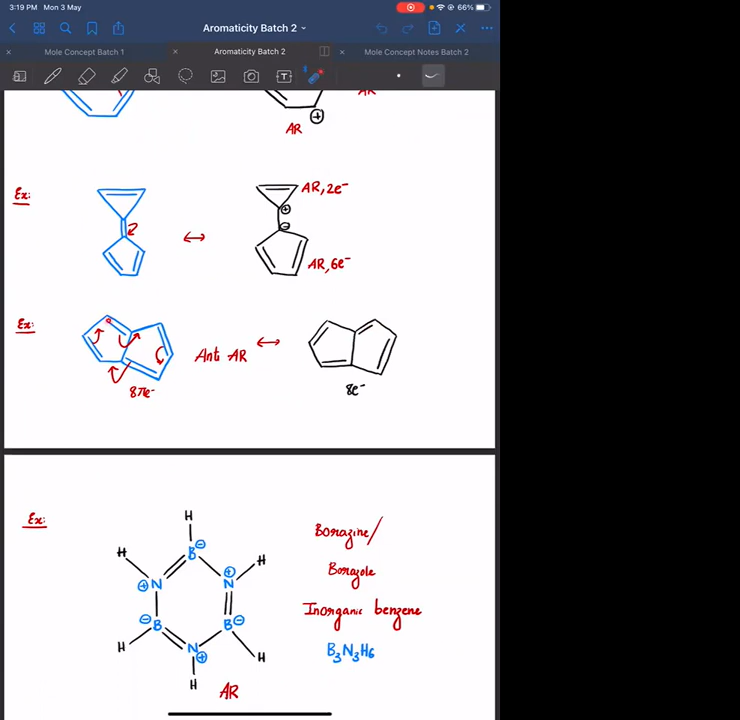 3:19 PM Mon 3 May
66%
Aromaticity Batch 2
Mole Concept Batch 1
Aromaticity Batch 2
Mole Concept Notes Batch 2
AR
AR
Ex:
AR, 2e⁻
AR, 6e⁻
Ex:
Anti AR
8πe⁻
8e⁻
Ex:
H
H B⊖ H
⊕N N⊕
⊖B B⊖
H N⊕ H
H
AR
Borazine/
Borazole
Inorganic benzene
B₃N₃H₆